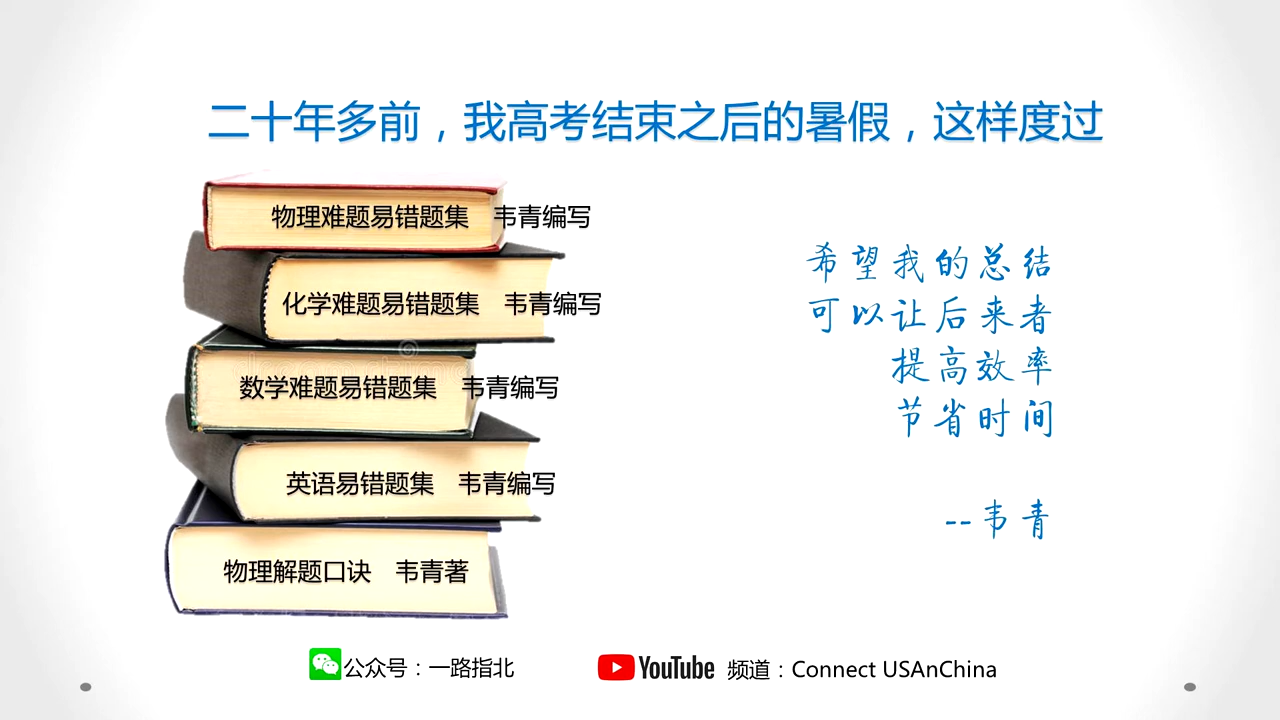 二十年多前，我高考结束之后的暑假，这样度过
物理难题易错题集 韦青编写
化学难题易错题集 韦青编写
数学难题易错题集 韦青编写
英语易错题集 韦青编写
物理解题口诀 韦青著
希望我的总结
可以让后来者
提高效率
节省时间
--韦青
公众号：一路指北
YouTube 频道：Connect USAnChina